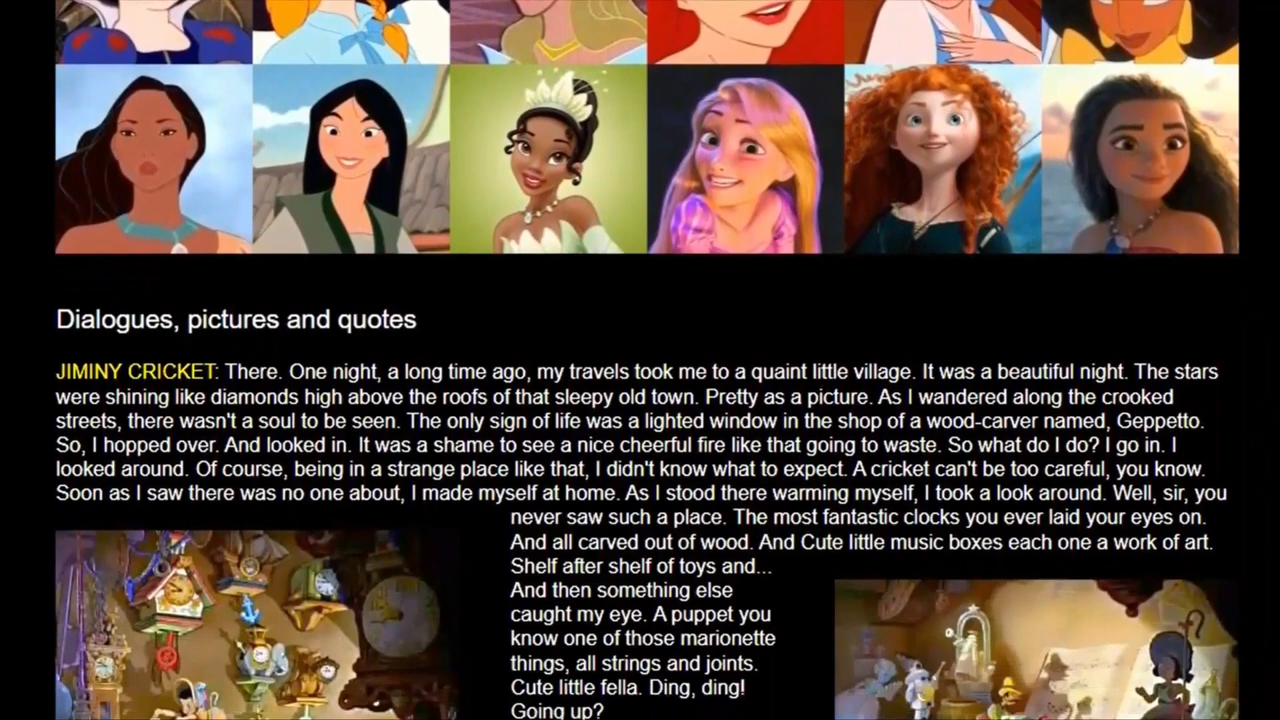 Dialogues, pictures and quotes
JIMINY CRICKET: There. One night, a long time ago, my travels took me to a quaint little village. It was a beautiful night. The stars
were shining like diamonds high above the roofs of that sleepy old town. Pretty as a picture. As I wandered along the crooked
streets, there wasn't a soul to be seen. The only sign of life was a lighted window in the shop of a wood-carver named, Geppetto.
So, I hopped over. And looked in. It was a shame to see a nice cheerful fire like that going to waste. So what do I do? I go in. I
looked around. Of course, being in a strange place like that, I didn't know what to expect. A cricket can't be too careful, you know.
Soon as I saw there was no one about, I made myself at home. As I stood there warming myself, I took a look around. Well, sir, you
never saw such a place. The most fantastic clocks you ever laid your eyes on.
And all carved out of wood. And Cute little music boxes each one a work of art.
Shelf after shelf of toys and...
And then something else
caught my eye. A puppet you
know one of those marionette
things, all strings and joints.
Cute little fella. Ding, ding!
Going up?